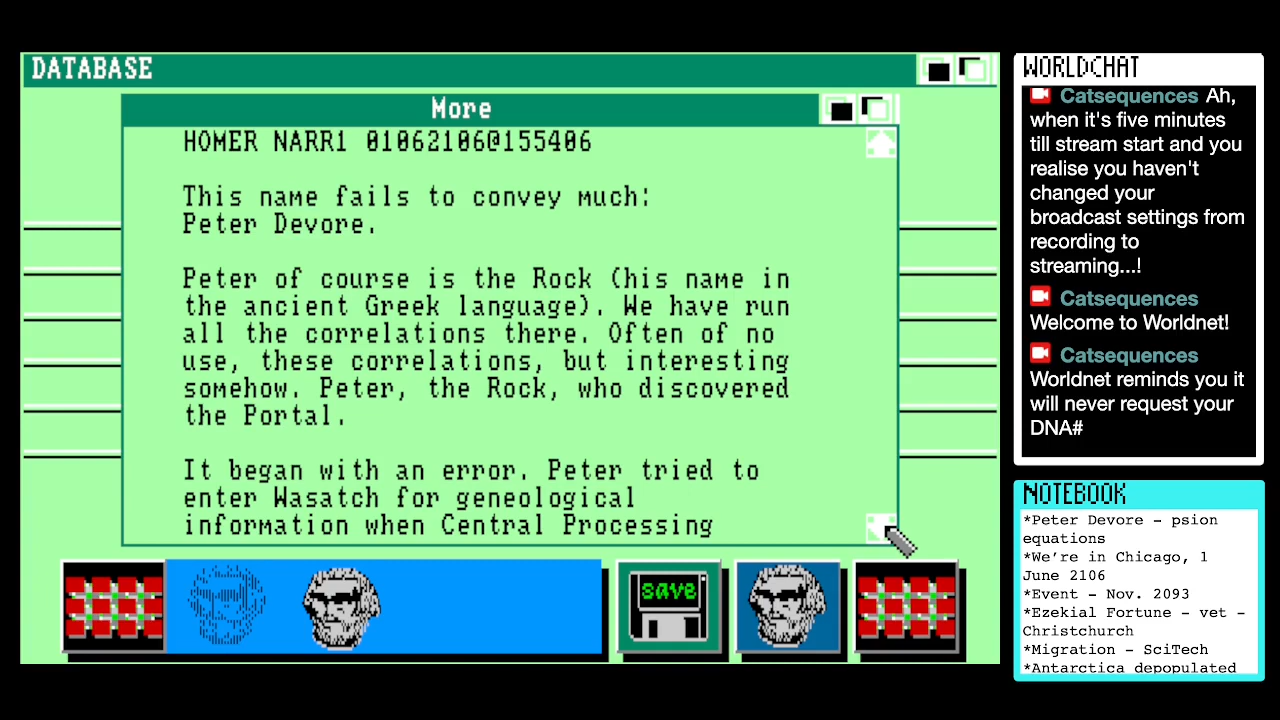 DATABASE
More
HOMER NARR1 01062106@155406
This name fails to convey much:
Peter Devore.
Peter of course is the Rock (his name in
the ancient Greek language). We have run
all the correlations there. Often of no
use, these correlations, but interesting
somehow. Peter, the Rock, who discovered
the Portal.
It began with an error. Peter tried to
enter Wasatch for geneological
information when Central Processing
save
WORLDCHAT
Catsequences Ah,
when it's five minutes
till stream start and you
realise you haven't
changed your
broadcast settings from
recording to
streaming...!
Catsequences
Welcome to Worldnet!
Catsequences
Worldnet reminds you it
will never request your
DNA#
NOTEBOOK
*Peter Devore - psion
equations
*We're in Chicago, 1
June 2106
*Event - Nov. 2093
*Ezekial Fortune - vet -
Christchurch
*Migration - SciTech
*Antarctica depopulated